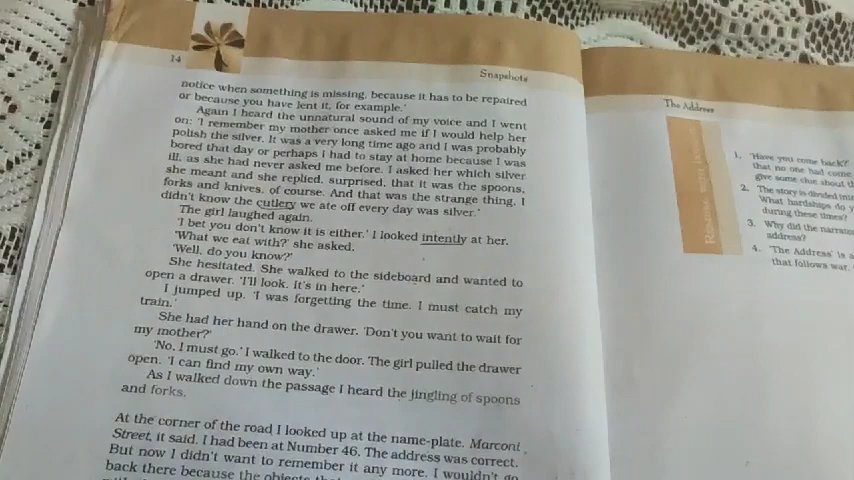 14
Snapshots
notice when something is missing, because it has to be repaired
or because you have lent it, for example.'
Again I heard the unnatural sound of my voice and I went
on: 'I remember my mother once asked me if I would help her
polish the silver. It was a very long time ago and I was probably
bored that day or perhaps I had to stay at home because I was
ill, as she had never asked me before. I asked her which silver
she meant and she replied, surprised, that it was the spoons,
forks and knives, of course. And that was the strange thing, I
didn't know the cutlery we ate off every day was silver.'
The girl laughed again.
'I bet you don't know it is either.' I looked intently at her.
'What we eat with?' she asked.
'Well, do you know?'
She hesitated. She walked to the sideboard and wanted to
open a drawer. 'I'll look. It's in here.'
I jumped up. 'I was forgetting the time. I must catch my
train.'
She had her hand on the drawer. 'Don't you want to wait for
my mother?'
'No, I must go.' I walked to the door. The girl pulled the drawer
open. 'I can find my own way.'
As I walked down the passage I heard the jingling of spoons
and forks.
At the corner of the road I looked up at the name-plate. Marconi
Street, it said. I had been at Number 46. The address was correct.
But now I didn't want to remember it any more. I wouldn't go
back there because the objects
The Address
1. 'Have you come back?'
that no one had come
give some clue about
2. The story is divided
What hardships do
during these times?
3. Why did the
address?
4. 'The Address' is a
that follows war.